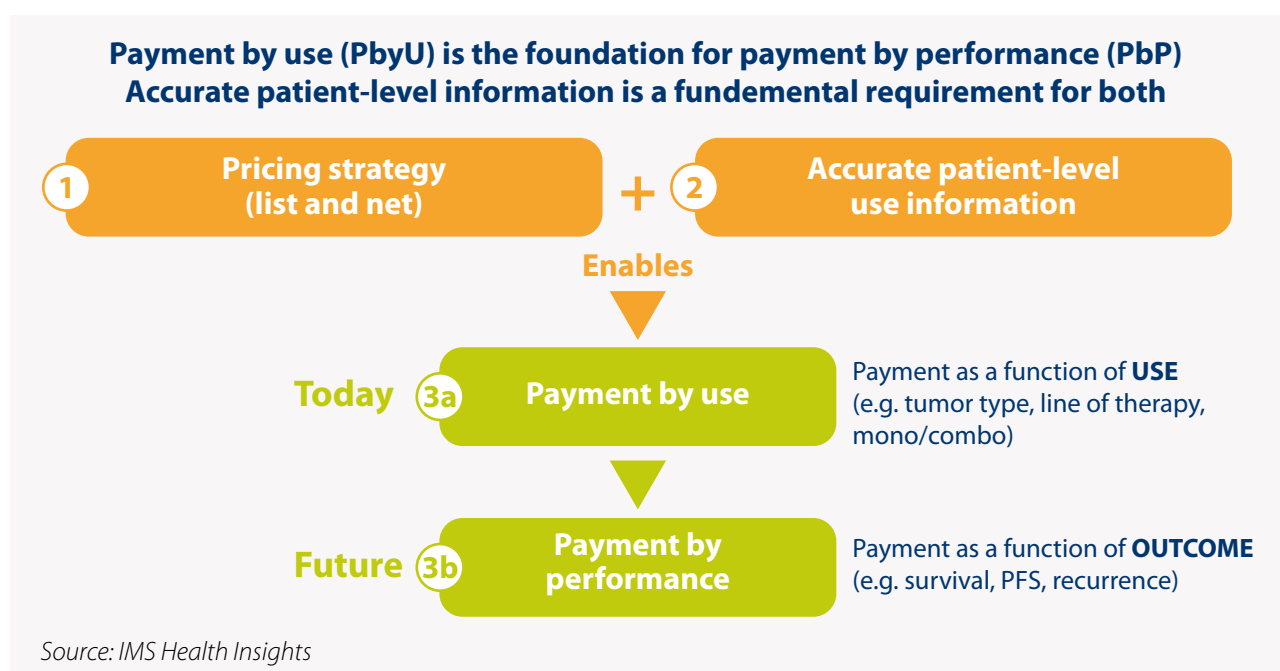 Payment by use (PbyU) is the foundation for payment by performance (PbP)
Accurate patient-level information is a fundemental requirement for both
1
Pricing strategy
(list and net)
+
2
Accurate patient-level
use information
Enables
Today
3a
Payment by use
Payment as a function of USE
(e.g. tumor type, line of therapy,
mono/combo)
Future
3b
Payment by
performance
Payment as a function of OUTCOME
(e.g. survival, PFS, recurrence)
Source: IMS Health Insights